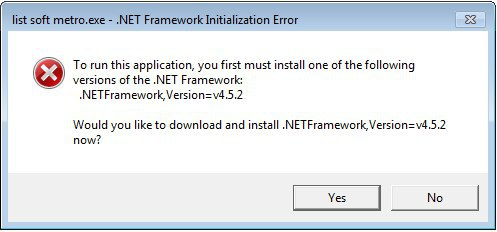 list soft metro.exe - .NET Framework Initialization Error
To run this application, you first must install one of the following
versions of the .NET Framework:
.NETFramework,Version=v4.5.2
Would you like to download and install .NETFramework,Version=v4.5.2
now?
Yes No